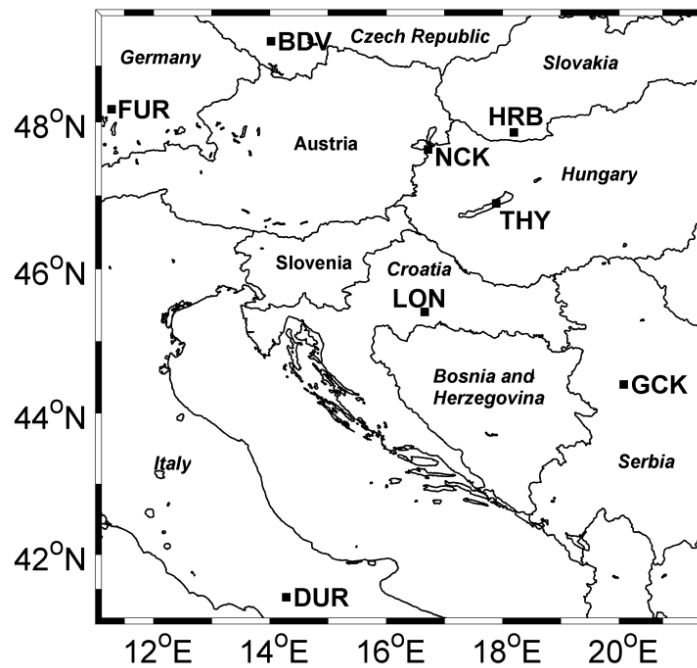 BDV
Czech Republic
Germany
Slovakia
FUR
48°N
HRB
Austria
NCK
Hungary
THY
46°N
Slovenia
Croatia
LON
Bosnia and
Herzegovina
GCK
44°N
Italy
Serbia
42°N
DUR
12°E 14°E 16°E 18°E 20°E